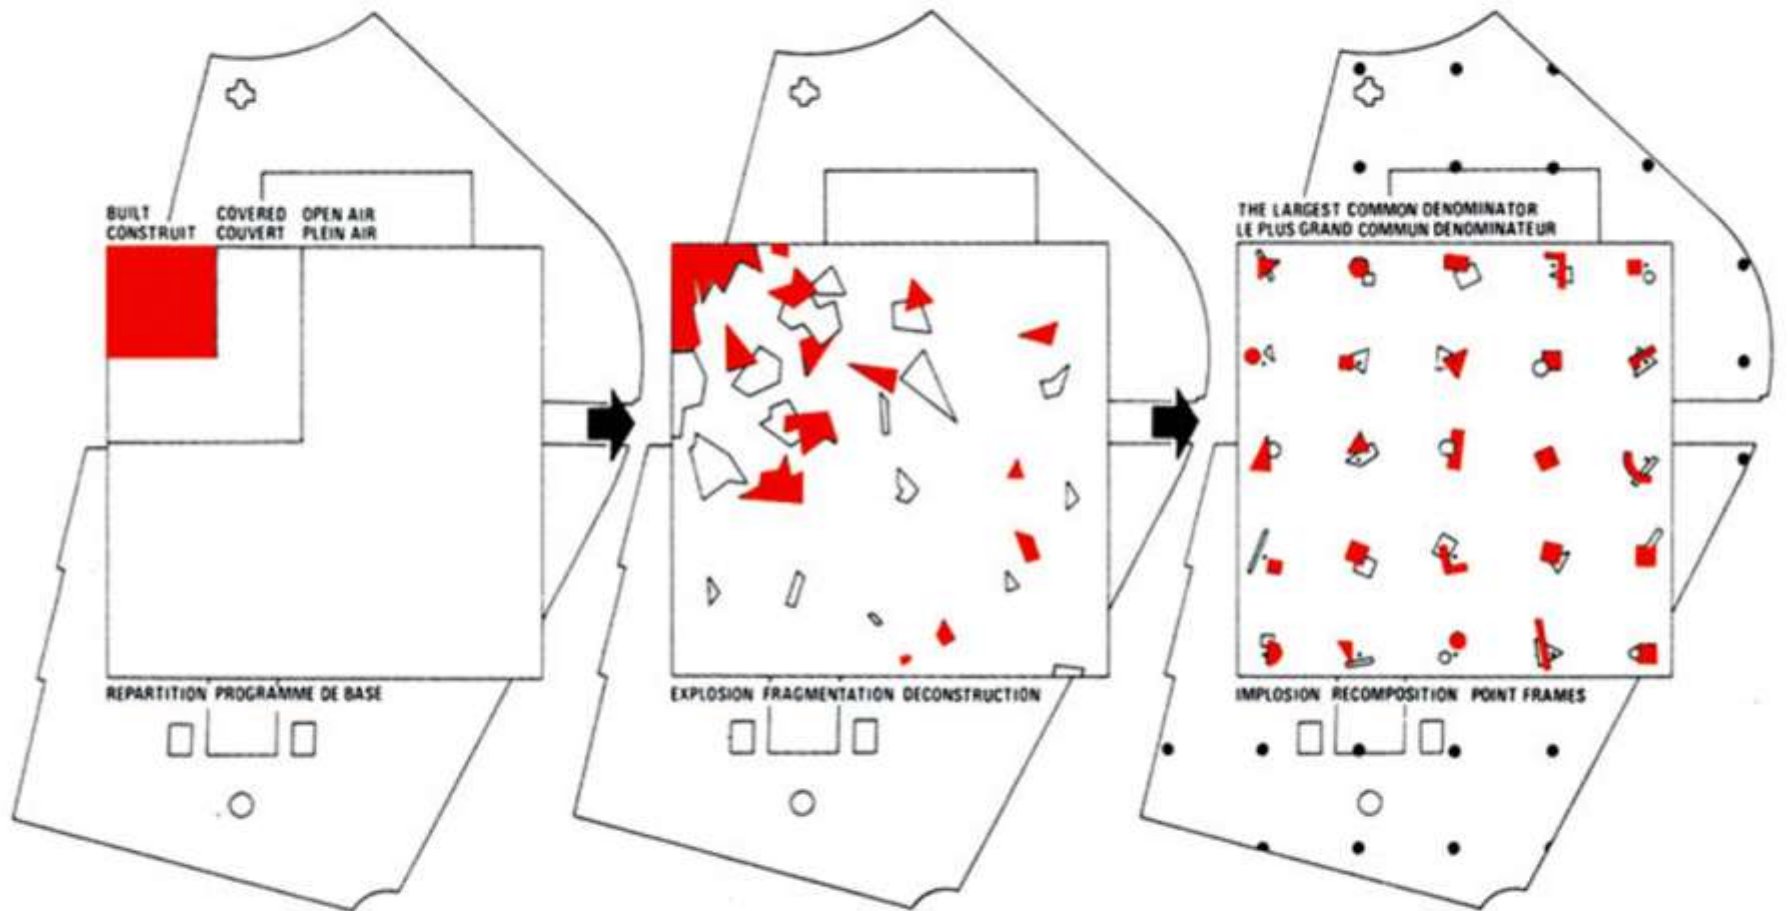 BUILT COVERED OPEN AIR
CONSTRUIT COUVERT PLEIN AIR
REPARTITION PROGRAMME DE BASE
EXPLOSION FRAGMENTATION DECONSTRUCTION
THE LARGEST COMMON DENOMINATOR
LE PLUS GRAND COMMUN DENOMINATEUR
IMPLOSION RECOMPOSITION POINT FRAMES